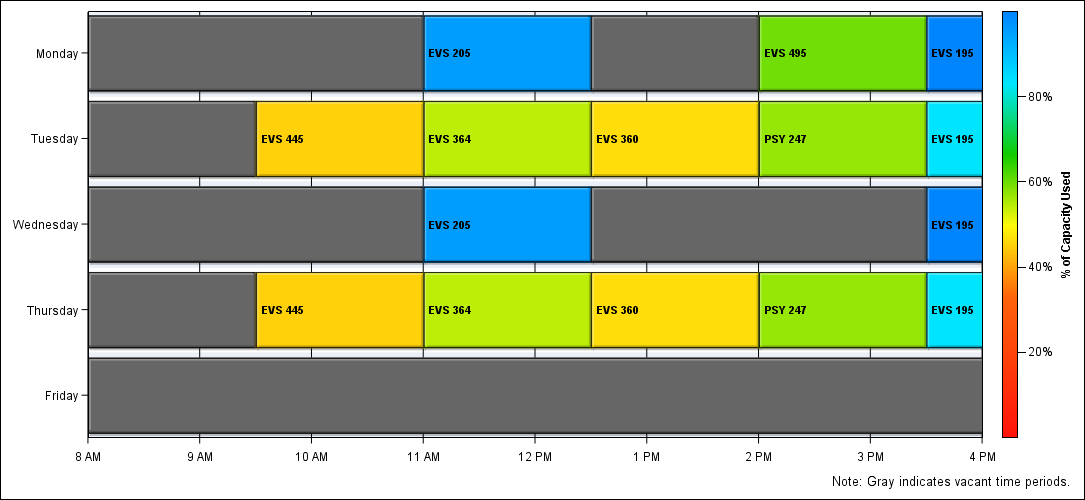 Monday
EVS 205
EVS 495
EVS 195
Tuesday
EVS 445
EVS 364
EVS 360
PSY 247
EVS 195
Wednesday
EVS 205
EVS 195
Thursday
EVS 445
EVS 364
EVS 360
PSY 247
EVS 195
Friday
8 AM
9 AM
10 AM
11 AM
12 PM
1 PM
2 PM
3 PM
4 PM
80%
60%
40%
20%
% of Capacity Used
Note: Gray indicates vacant time periods.